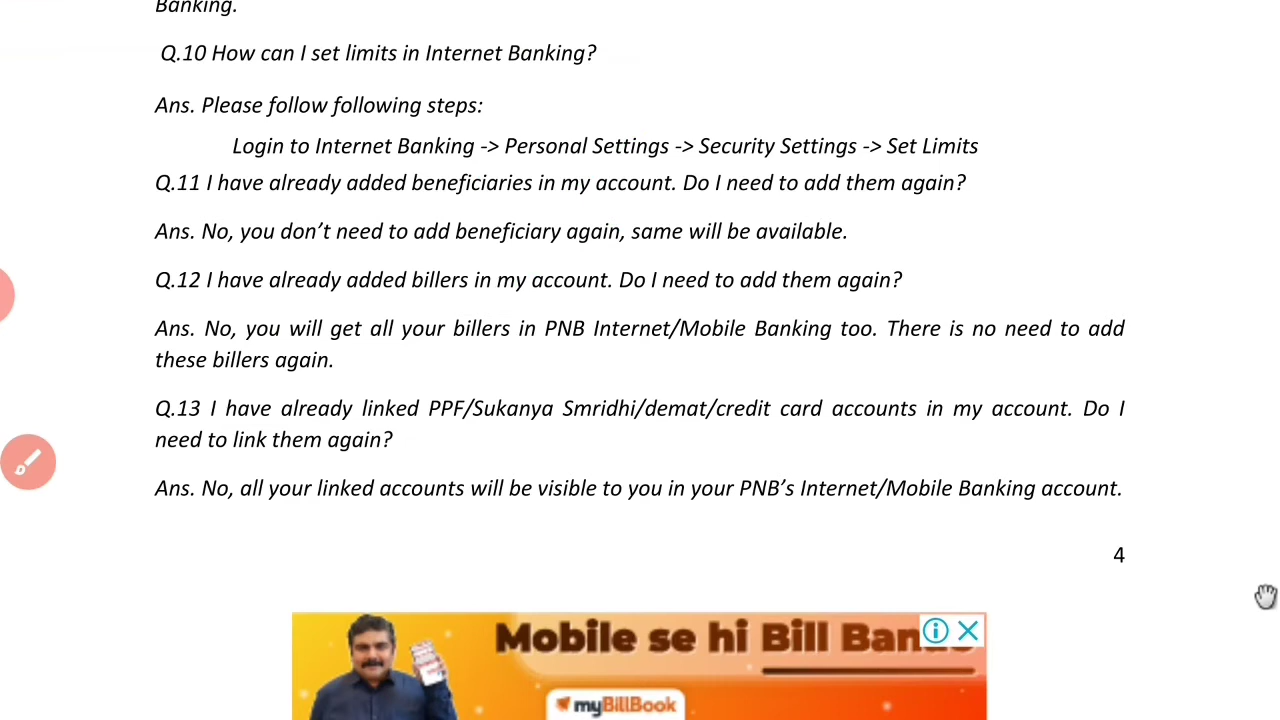 Banking.
Q.10 How can I set limits in Internet Banking?
Ans. Please follow following steps:
Login to Internet Banking -> Personal Settings -> Security Settings -> Set Limits
Q.11 I have already added beneficiaries in my account. Do I need to add them again?
Ans. No, you don’t need to add beneficiary again, same will be available.
Q.12 I have already added billers in my account. Do I need to add them again?
Ans. No, you will get all your billers in PNB Internet/Mobile Banking too. There is no need to add
these billers again.
Q.13 I have already linked PPF/Sukanya Smridhi/demat/credit card accounts in my account. Do I
need to link them again?
Ans. No, all your linked accounts will be visible to you in your PNB’s Internet/Mobile Banking account.
4
Mobile se hi Bill
myBillBook